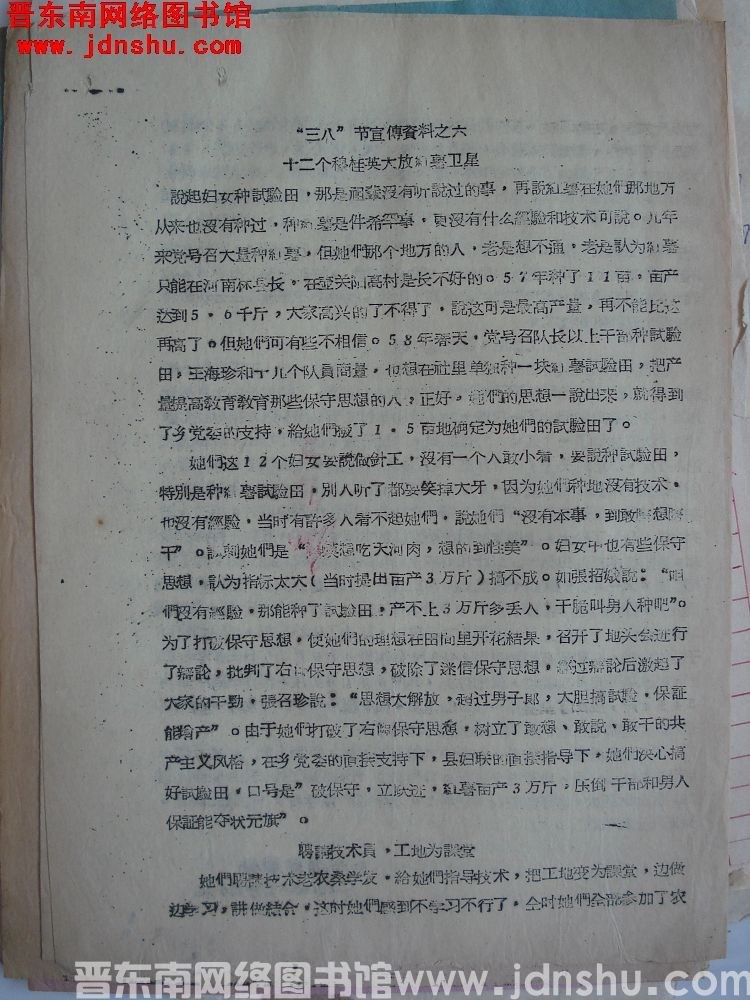 晋东南网络图书馆
www.jdnshu.com
“三八”节宣傳資料之六
十二个穆桂英大放紅薯卫星
說起妇女种試驗田，那是祖輩沒有听說过的事，再說紅薯在她們那地方
从来也沒有种过，种紅薯是件希罕事，更沒有什么經驗和技术可說。几年
来党号召大量种紅薯，但她們那个地方的人，老是想不通，老是認为紅薯
只能在河南林县长，在壶关阳高村是长不好的。57年种了11亩，亩产
达到5.6千斤，大家高兴的了不得了，說这可是最高产量，再不能比这
再高了。但她們可有些不相信。58年春天，党号召队长以上干部种試驗
田，王海珍和十几个队員商量，也想在社里单独种一块紅薯試驗田，把产
量提高教育教育那些保守思想的人，正好，她們的思想一說出来，就得到
了乡党委的支持，給她們拨了1.5亩地确定为她們的試驗田了。
她們这12个妇女要說做針工，沒有一个人敢小看，要說种試驗田，
特別是种紅薯試驗田，別人听了都要笑掉大牙，因为她們种地沒有技术，
也沒有經驗，当时有許多人看不起她們，說她們“沒有本事，到敢瞎想
干”。諷刺她們是“想吃天河肉，想的到怪美”。妇女中也有些保守
思想，認为指标太大（当时提出亩产3万斤）搞不成。如張招娥說：“咱
們沒有經驗，那能种了試驗田，产不上3万斤多丢人，干脆叫男人种吧”。
为了打破保守思想，使她們的理想在田間里开花結果，召开了地头会进行
了辯論，批判了右傾保守思想，破除了迷信保守思想，經过辯論后激起了
大家的干勁，張召珍說：“思想大解放，趕过男子郎，大胆搞試驗，保証
能增产”。由于她們打破了右傾保守思想，树立了敢想、敢說、敢干的共
产主义风格，在乡党委的直接支持下，县妇联的直接指导下，她們决心搞
好試驗田，口号是”破保守，立跃进，紅薯亩产3万斤，压倒干部和男人
保証能夺状元旗”。
聘請技术員，工地为課堂
她們聘請技术老农桑学发，給她們指导技术，把工地变为課堂，边做
边学习，講做結合，这时她們感到不学习不行了，全时她們全部参加了农
晋东南网络图书馆 www.jdnshu.com